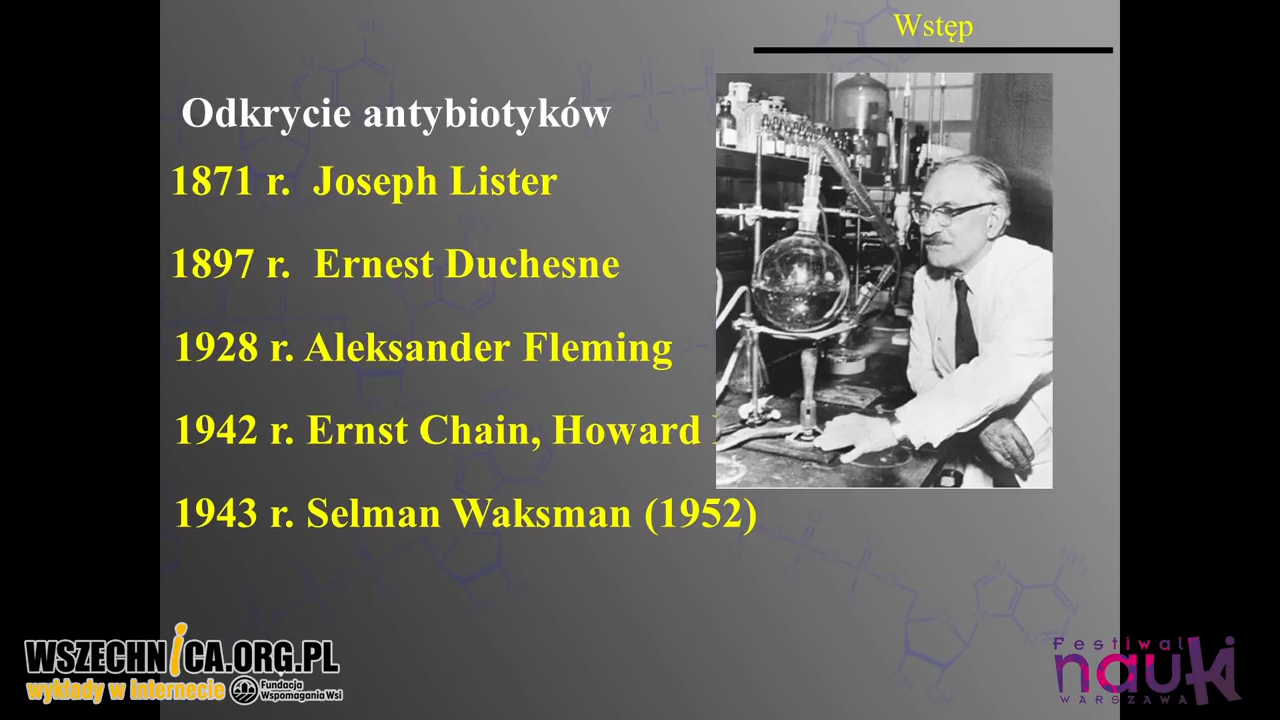 Wstęp
Odkrycie antybiotyków
1871 r. Joseph Lister
1897 r. Ernest Duchesne
1928 r. Aleksander Fleming
1942 r. Ernst Chain, Howard
1943 r. Selman Waksman (1952)
WSZECHNICA.ORG.PL
wykłady w internecie
Fundacja
Wspomagania Wsi
Festiwal
nauki
WARSZAWA